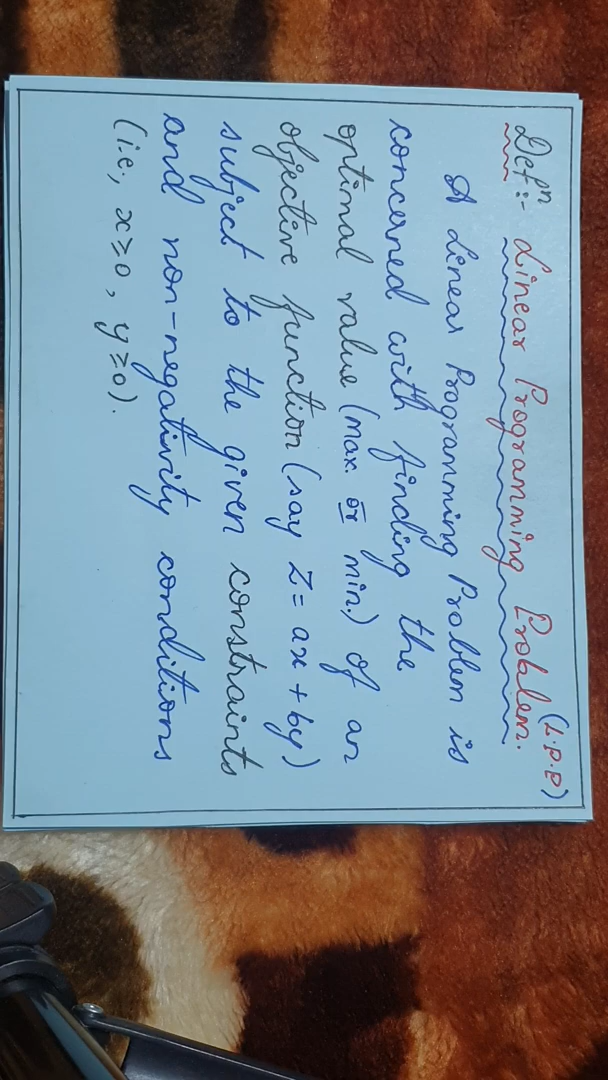 Defⁿ :- Linear Programming Problem. (L.P.P)
A Linear Programming Problem is
concerned with finding the
optimal value (max. or min.) of an
objective function (say Z = ax + by)
subject to the given constraints
and non-negativity conditions
(i.e., x ≥ 0, y ≥ 0).